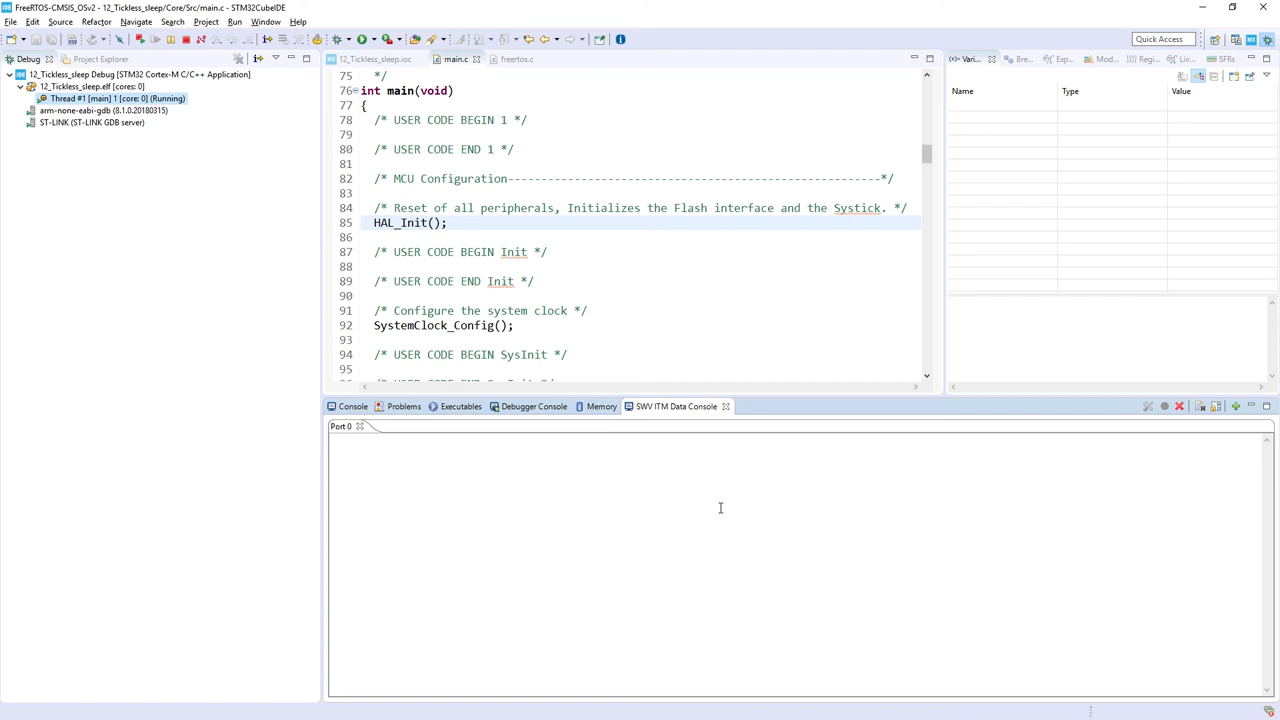 FreeRTOS-CMSIS_OSv2 - 12_Tickless_sleep/Core/Src/main.c - STM32CubeIDE
File Edit Source Refactor Navigate Search Project Run Window Help
Quick Access
Debug Project Explorer
12_Tickless_sleep Debug [STM32 Cortex-M C/C++ Application]
12_Tickless_sleep.elf [cores: 0]
Thread #1 [main] 1 [core: 0] (Running)
arm-none-eabi-gdb (8.1.0.20180315)
ST-LINK (ST-LINK GDB server)
12_Tickless_sleep.ioc main.c freertos.c
75 */
76 int main(void)
77 {
78 /* USER CODE BEGIN 1 */
79
80 /* USER CODE END 1 */
81
82 /* MCU Configuration--------------------------------------------------------*/
83
84 /* Reset of all peripherals, Initializes the Flash interface and the Systick. */
85 HAL_Init();
86
87 /* USER CODE BEGIN Init */
88
89 /* USER CODE END Init */
90
91 /* Configure the system clock */
92 SystemClock_Config();
93
94 /* USER CODE BEGIN SysInit */
95
Vari... Bre... Exp... Mod... Regi... Live... SFRs
Name Type Value
Console Problems Executables Debugger Console Memory SWV ITM Data Console
Port 0